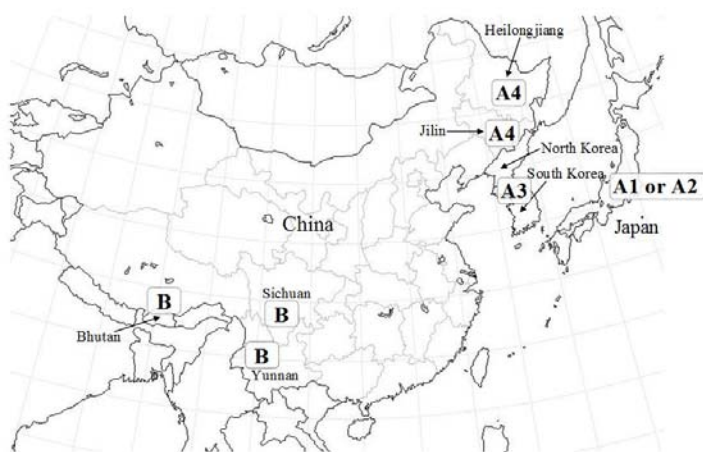 Heilongjiang
A4
Jilin
A4
North Korea
South Korea
A3
A1 or A2
China
Japan
Sichuan
B
B
Bhutan
B
Yunnan